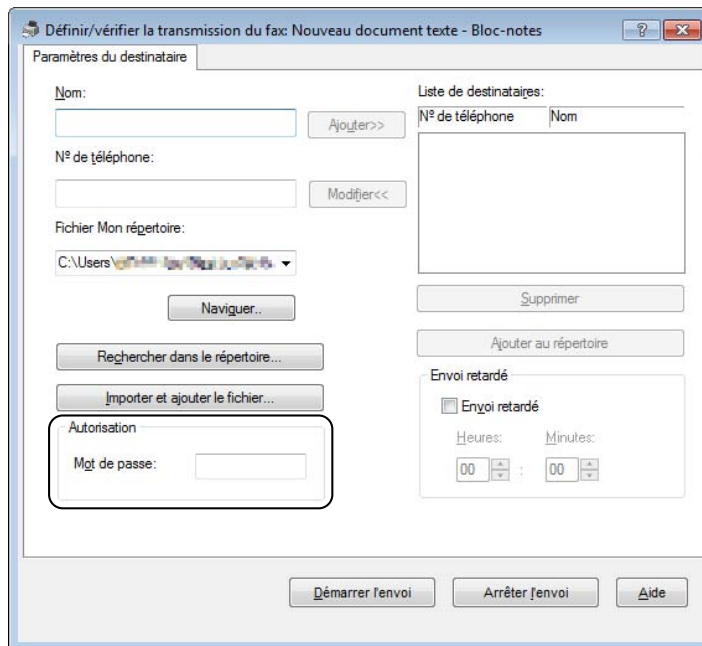 Définir/vérifier la transmission du fax: Nouveau document texte - Bloc-notes
Paramètres du destinataire
Nom:
Ajouter>>
Nº de téléphone:
Modifier<<
Fichier Mon répertoire:
C:\Users\
Naviguer..
Rechercher dans le répertoire...
Importer et ajouter le fichier...
Autorisation
Mot de passe:
Liste de destinataires:
Nº de téléphone Nom
Supprimer
Ajouter au répertoire
Envoi retardé
Envoi retardé
Heures: Minutes:
00 : 00
Démarrer l'envoi Arrêter l'envoi Aide